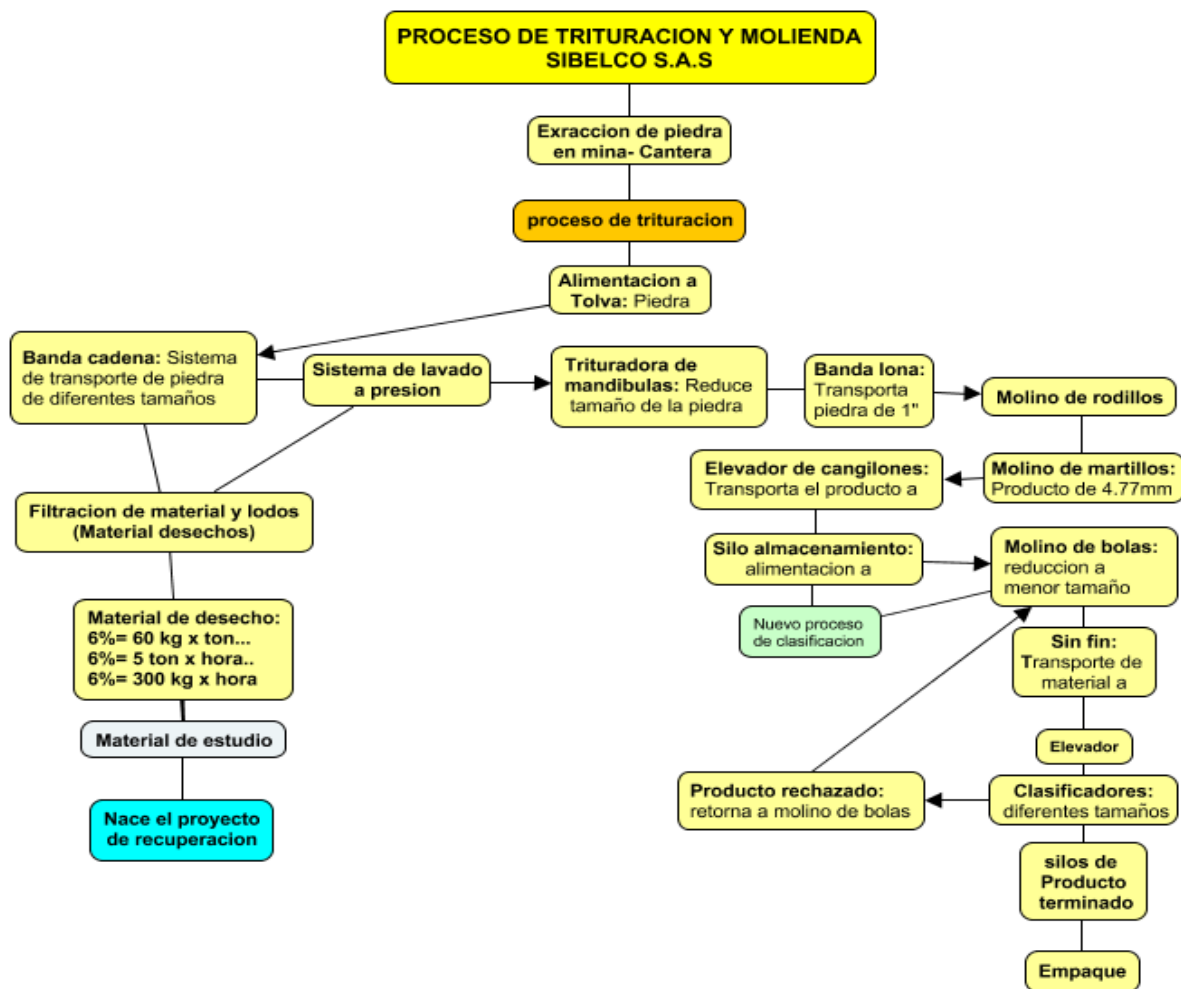 PROCESO DE TRITURACION Y MOLIENDA
SIBELCO S.A.S
Exraccion de piedra
en mina- Cantera
proceso de trituracion
Alimentacion a
Tolva: Piedra
Banda cadena: Sistema
de transporte de piedra
de diferentes tamaños
Sistema de lavado
a presion
Trituradora de
mandibulas: Reduce
tamaño de la piedra
Banda lona:
Transporta
piedra de 1"
Molino de rodillos
Molino de martillos:
Producto de 4.77mm
Elevador de cangilones:
Transporta el producto a
Filtracion de material y lodos
(Material desechos)
Silo almacenamiento:
alimentacion a
Molino de bolas:
reduccion a
menor tamaño
Nuevo proceso
de clasificacion
Material de desecho:
6%= 60 kg x ton...
6%= 5 ton x hora..
6%= 300 kg x hora
Sin fin:
Transporte de
material a
Material de estudio
Elevador
Nace el proyecto
de recuperacion
Producto rechazado:
retorna a molino de bolas
Clasificadores:
diferentes tamaños
silos de
Producto
terminado
Empaque